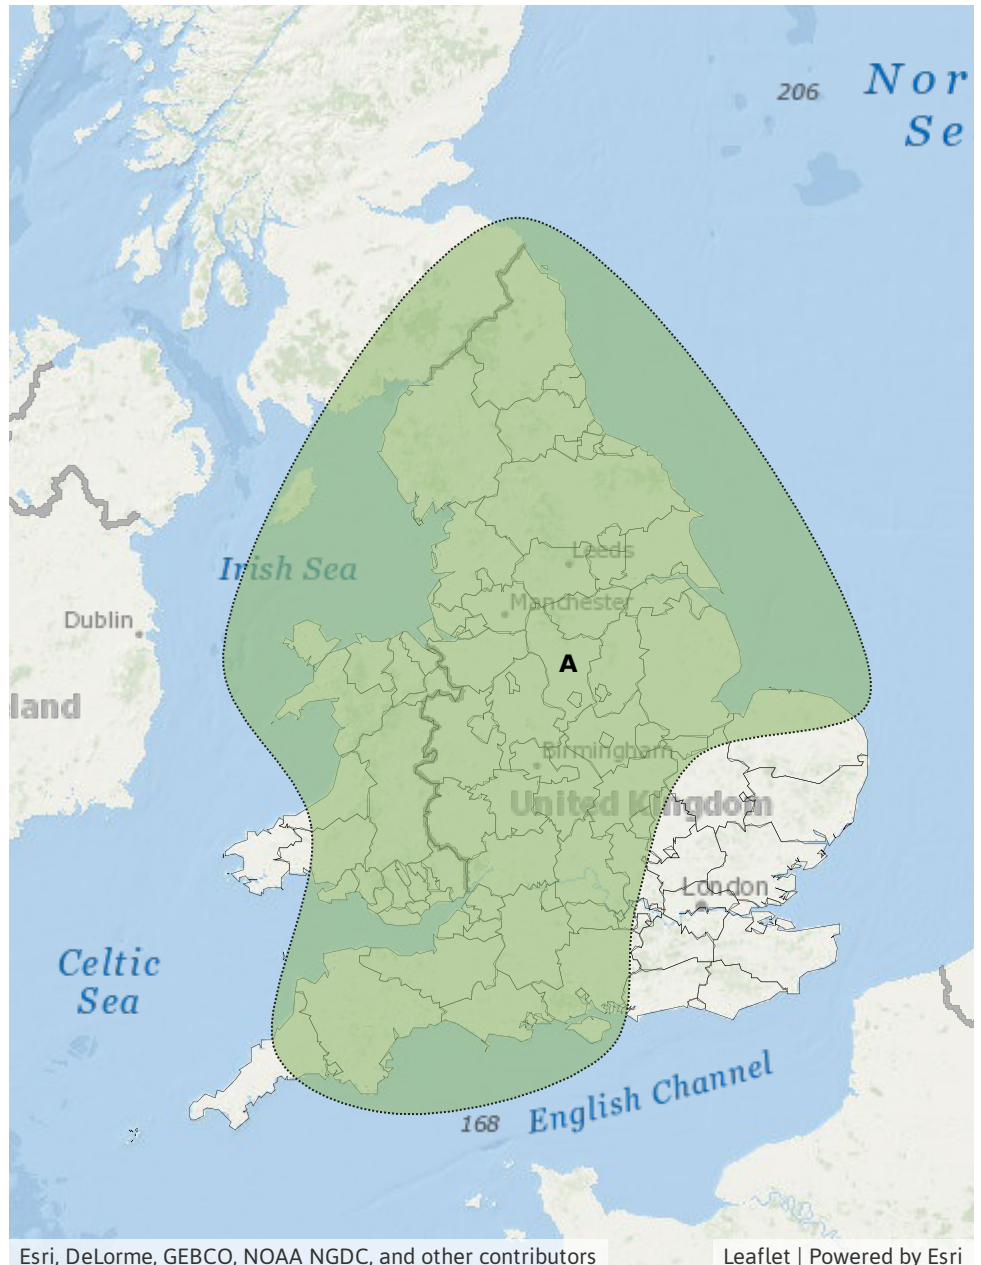 206
Nor
Se
Irish Sea
Leeds
Manchester
Dublin
A
land
Birmingham
United Kingdom
London
Celtic
Sea
English Channel
168
Esri, DeLorme, GEBCO, NOAA NGDC, and other contributors
Leaflet | Powered by Esri